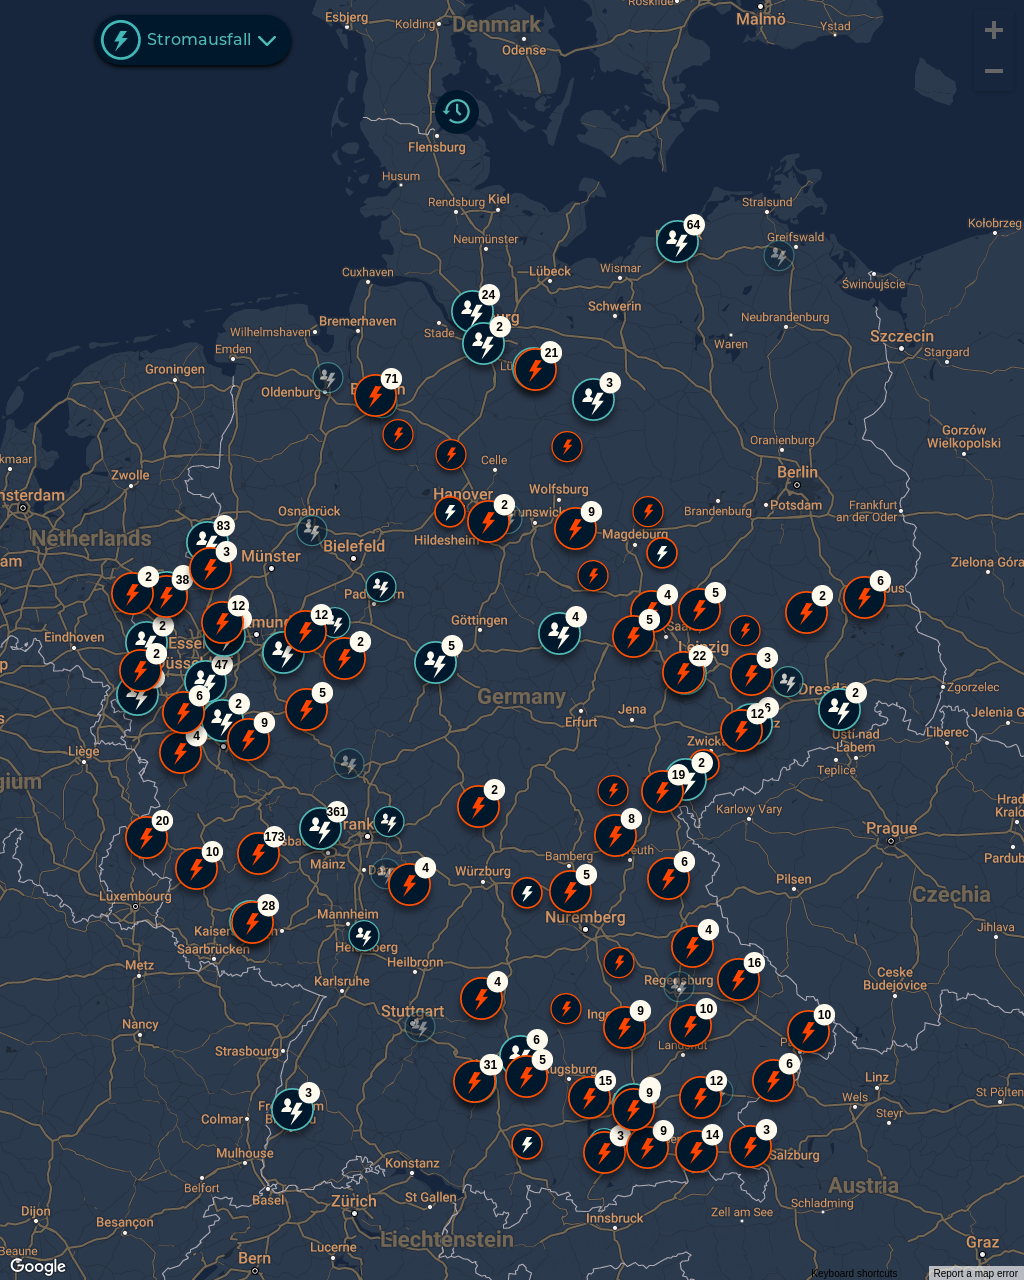 Roskilde
Esbjerg
Kolding
Denmark
Malmö
Ystad
Odense
Stromausfall
Flensburg
Husum
Rendsburg
Kiel
Stralsund
Kołobrzeg
64
Greifswald
Neumünster
Cuxhaven
Lübeck
Wismar
Świnoujście
24
Schwerin
Bremerhaven
Stade
2
Neubrandenburg
Wilhelmshaven
Szczecin
Emden
21
Waren
Stargard
Groningen
71
3
Oldenburg
Gorzów
Wielkopolski
Oranienburg
Celle
Berlin
Zwolle
Wolfsburg
Hanover
2
9
Potsdam
Frankfurt
an der Oder
Brandenburg
Osnabrück
83
Magdeburg
Netherlands
Hildesheim
Münster
Bielefeld
3
Zielona Góra
2
38
6
4
5
2
12
12
Göttingen
4
5
Eindhoven
2
Leipzig
2
2
5
22
3
47
Dresden
Zgorzelec
6
2
5
Germany
2
9
Erfurt
Jena
12
Jelenia G
Liberec
Ústí nad
Labem
4
Liège
Zwickau
Teplice
2
19
2
Karlovy Vary
20
361
8
Prague
173
10
Mainz
Bamberg
4
Würzburg
6
Pilsen
Luxembourg
5
Czechia
28
Mannheim
Nuremberg
4
Jihlava
Saarbrücken
Metz
Heilbronn
16
Karlsruhe
4
Regensburg
Ceske
Budejovice
Stuttgart
9
10
10
Nancy
Strasbourg
6
5
31
6
Linz
15
9
12
Wels
St Pölten
3
Steyr
Colmar
3
9
14
3
Salzburg
Mulhouse
Konstanz
Belfort
Basel
Zürich
St Gallen
Austria
Dijon
Besançon
Zell am See
Schladming
Innsbruck
Liechtenstein
Lucerne
Bern
Beaune
Graz
Google
Keyboard shortcuts
Report a map error